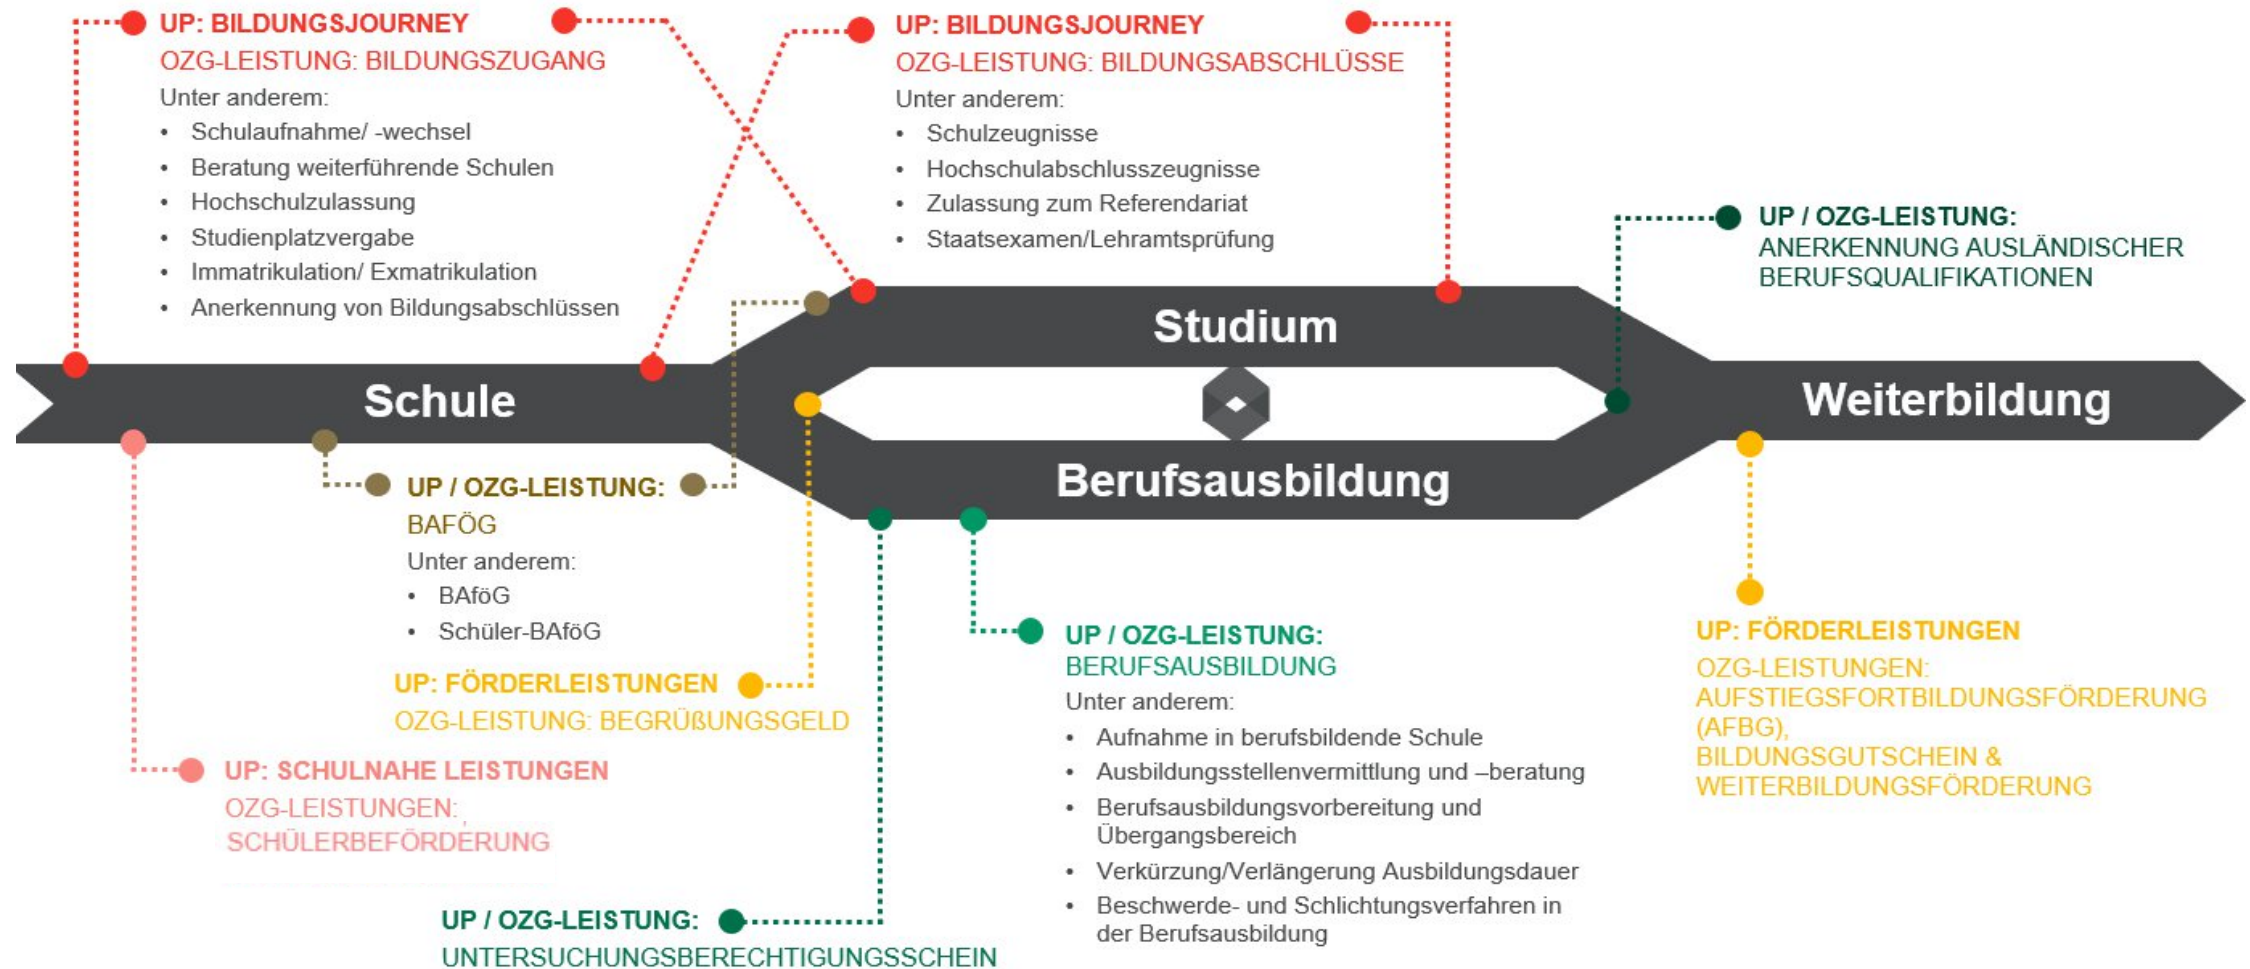 UP: BILDUNGSJOURNEY
OZG-LEISTUNG: BILDUNGSZUGANG
Unter anderem:
• Schulaufnahme/ -wechsel
• Beratung weiterführende Schulen
• Hochschulzulassung
• Studienplatzvergabe
• Immatrikulation/ Exmatrikulation
• Anerkennung von Bildungsabschlüssen
UP: BILDUNGSJOURNEY
OZG-LEISTUNG: BILDUNGSABSCHLÜSSE
Unter anderem:
• Schulzeugnisse
• Hochschulabschlusszeugnisse
• Zulassung zum Referendariat
• Staatsexamen/Lehramtsprüfung
UP / OZG-LEISTUNG:
ANERKENNUNG AUSLÄNDISCHER
BERUFSQUALIFIKATIONEN
Schule
Studium
Berufsausbildung
Weiterbildung
UP / OZG-LEISTUNG:
BAFÖG
Unter anderem:
• BAföG
• Schüler-BAföG
UP: FÖRDERLEISTUNGEN
OZG-LEISTUNG: BEGRÜßUNGSGELD
UP: SCHULNAHE LEISTUNGEN
OZG-LEISTUNGEN: ,
SCHÜLERBEFÖRDERUNG
UP / OZG-LEISTUNG:
UNTERSUCHUNGSBERECHTIGUNGSSCHEIN
UP / OZG-LEISTUNG:
BERUFSAUSBILDUNG
Unter anderem:
• Aufnahme in berufsbildende Schule
• Ausbildungsstellenvermittlung und –beratung
• Berufsausbildungsvorbereitung und
Übergangsbereich
• Verkürzung/Verlängerung Ausbildungsdauer
• Beschwerde- und Schlichtungsverfahren in
der Berufsausbildung
UP: FÖRDERLEISTUNGEN
OZG-LEISTUNGEN:
AUFSTIEGSFORTBILDUNGSFÖRDERUNG
(AFBG),
BILDUNGSGUTSCHEIN &
WEITERBILDUNGSFÖRDERUNG